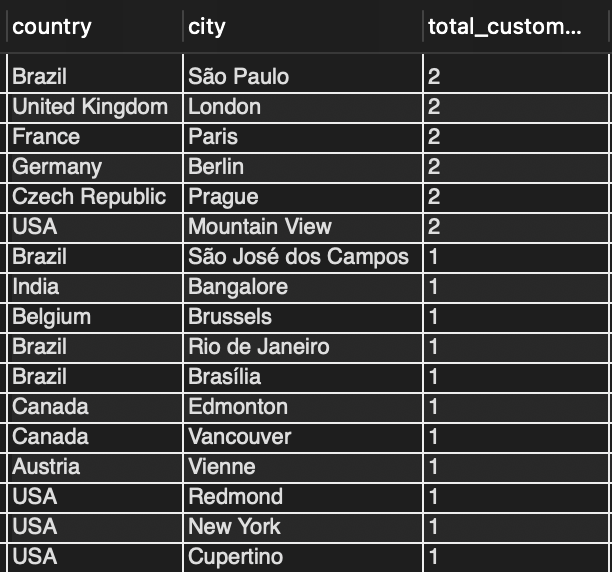 country city total_custom...
Brazil São Paulo 2
United Kingdom London 2
France Paris 2
Germany Berlin 2
Czech Republic Prague 2
USA Mountain View 2
Brazil São José dos Campos 1
India Bangalore 1
Belgium Brussels 1
Brazil Rio de Janeiro 1
Brazil Brasília 1
Canada Edmonton 1
Canada Vancouver 1
Austria Vienne 1
USA Redmond 1
USA New York 1
USA Cupertino 1